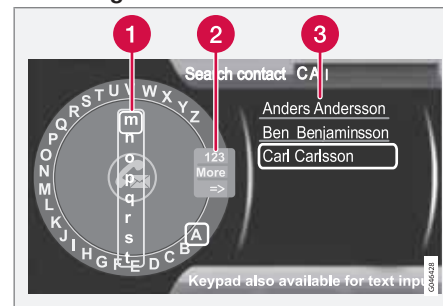 1
2
3
Search contact CA|
A B C D E F G H I J K L M N O P Q R S T U V W X Y Z
m
n
o
p
q
r
s
t
123
More
=>
Anders Andersson
Ben Benjaminsson
Carl Carlsson
Keypad also available for text inpu
G046428